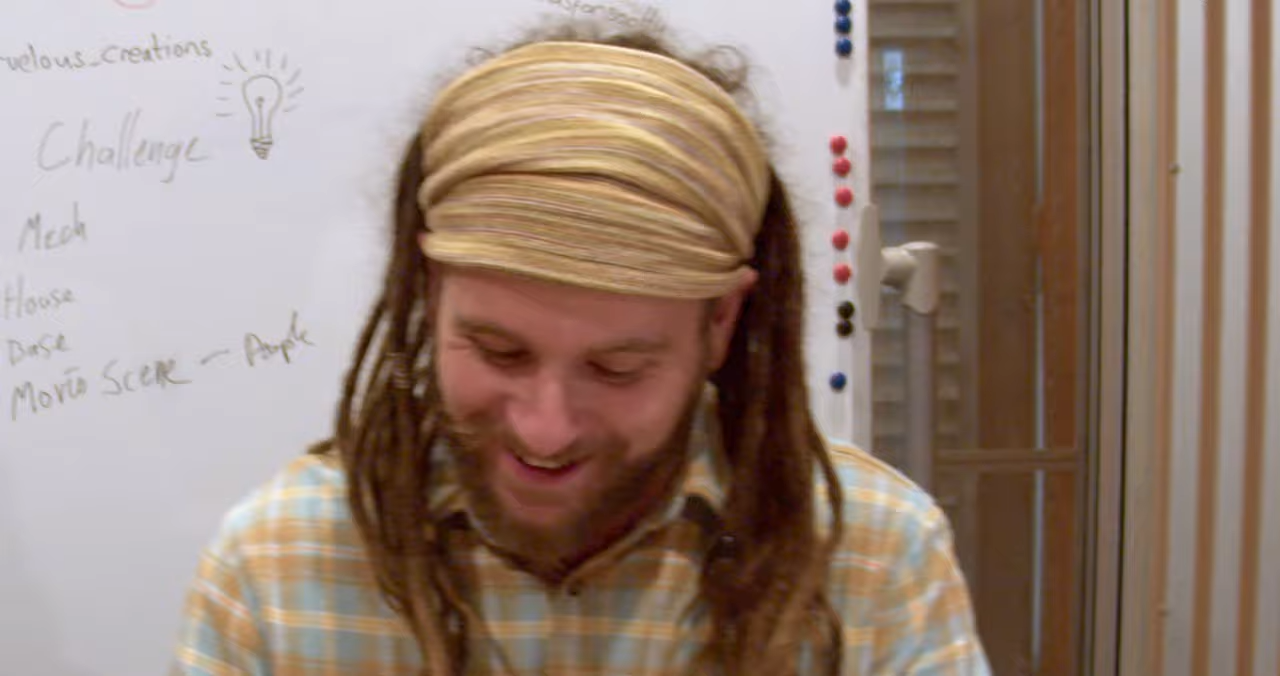 velous_creations
Challenge
Mech
House
Base
Movie Scene - People